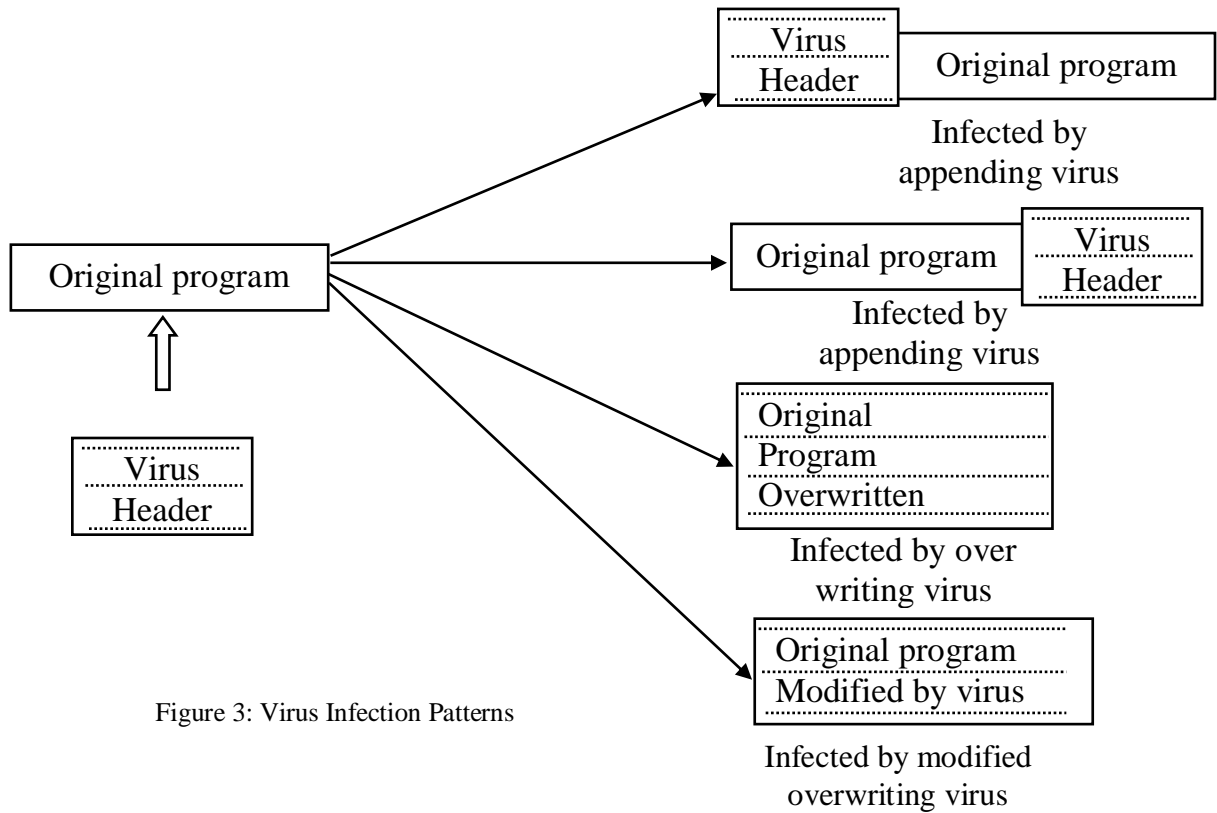 Virus
Header
Original program
Infected by
appending virus
Original program
Virus
Header
Original program
Virus
Header
Infected by
appending virus
Original
Program
Overwritten
Infected by over
writing virus
Original program
Modified by virus
Infected by modified
overwriting virus
Figure 3: Virus Infection Patterns